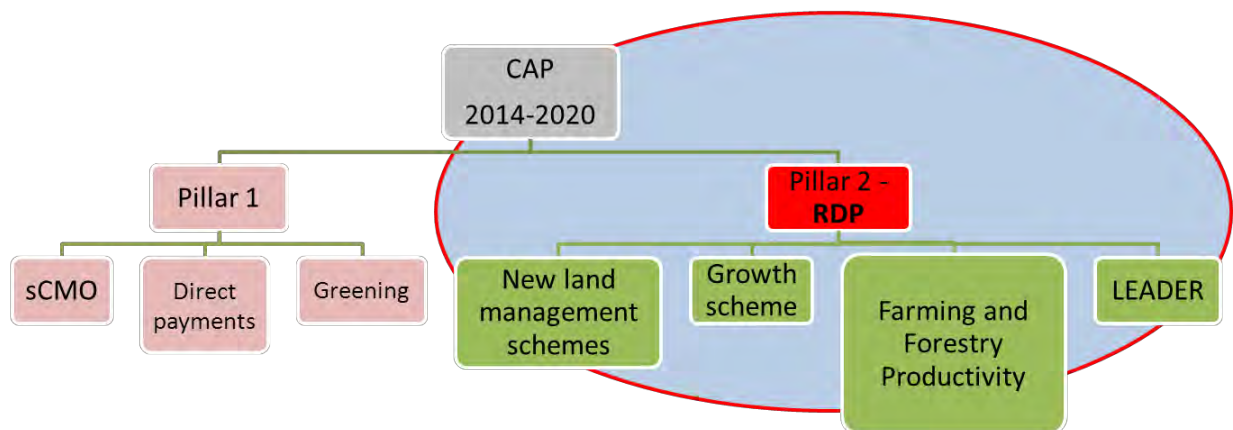 CAP
2014-2020
Pillar 1
Pillar 2 -
RDP
sCMO
Direct
payments
Greening
New land
management
schemes
Growth
scheme
Farming and
Forestry
Productivity
LEADER